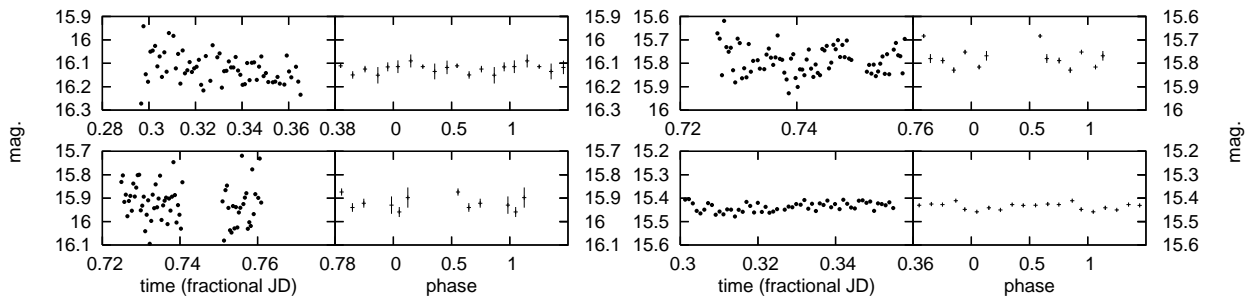 15.9 15.9 15.6 15.6
16 16 15.7 15.7
16.1 16.1 15.8 15.8
16.2 16.2 15.9 15.9
16.3 16.3 16 16
0.28 0.3 0.32 0.34 0.36 0.38 0 0.5 1 0.72 0.74 0.76 0 0.5 1
mag. mag.
15.7 15.7 15.2 15.2
15.8 15.8 15.3 15.3
15.9 15.9 15.4 15.4
16 16 15.5 15.5
16.1 16.1 15.6 15.6
0.72 0.74 0.76 0.78 0 0.5 1 0.3 0.32 0.34 0.36 0 0.5 1
time (fractional JD) phase time (fractional JD) phase